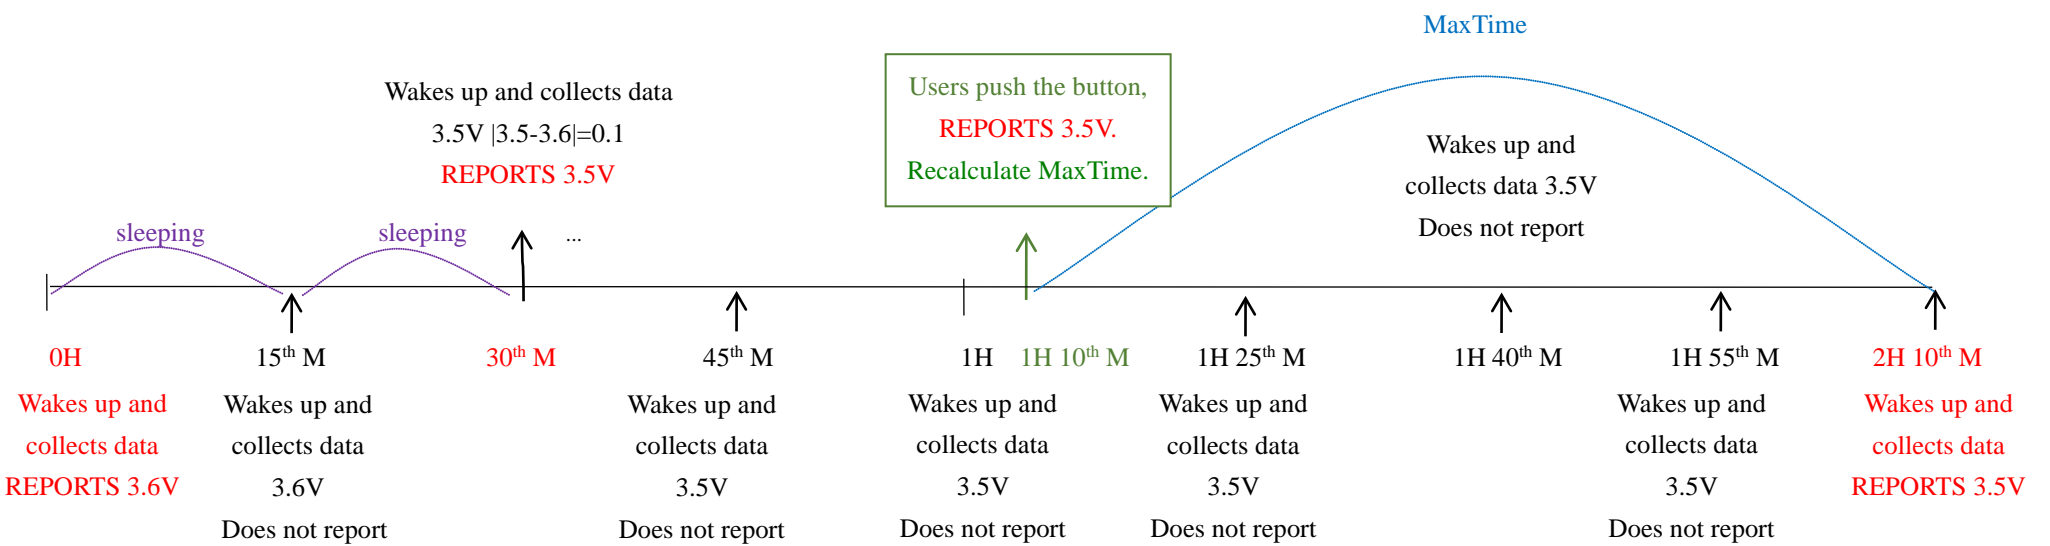 MaxTime
Wakes up and collects data
3.5V |3.5-3.6|=0.1
REPORTS 3.5V
Users push the button,
REPORTS 3.5V.
Recalculate MaxTime.
Wakes up and
collects data 3.5V
Does not report
sleeping
sleeping
...
0H
Wakes up and
collects data
REPORTS 3.6V
15th M
Wakes up and
collects data
3.6V
Does not report
30th M
45th M
Wakes up and
collects data
3.5V
Does not report
1H
Wakes up and
collects data
3.5V
Does not report
1H 10th M
1H 25th M
Wakes up and
collects data
3.5V
Does not report
1H 40th M
1H 55th M
Wakes up and
collects data
3.5V
Does not report
2H 10th M
Wakes up and
collects data
REPORTS 3.5V